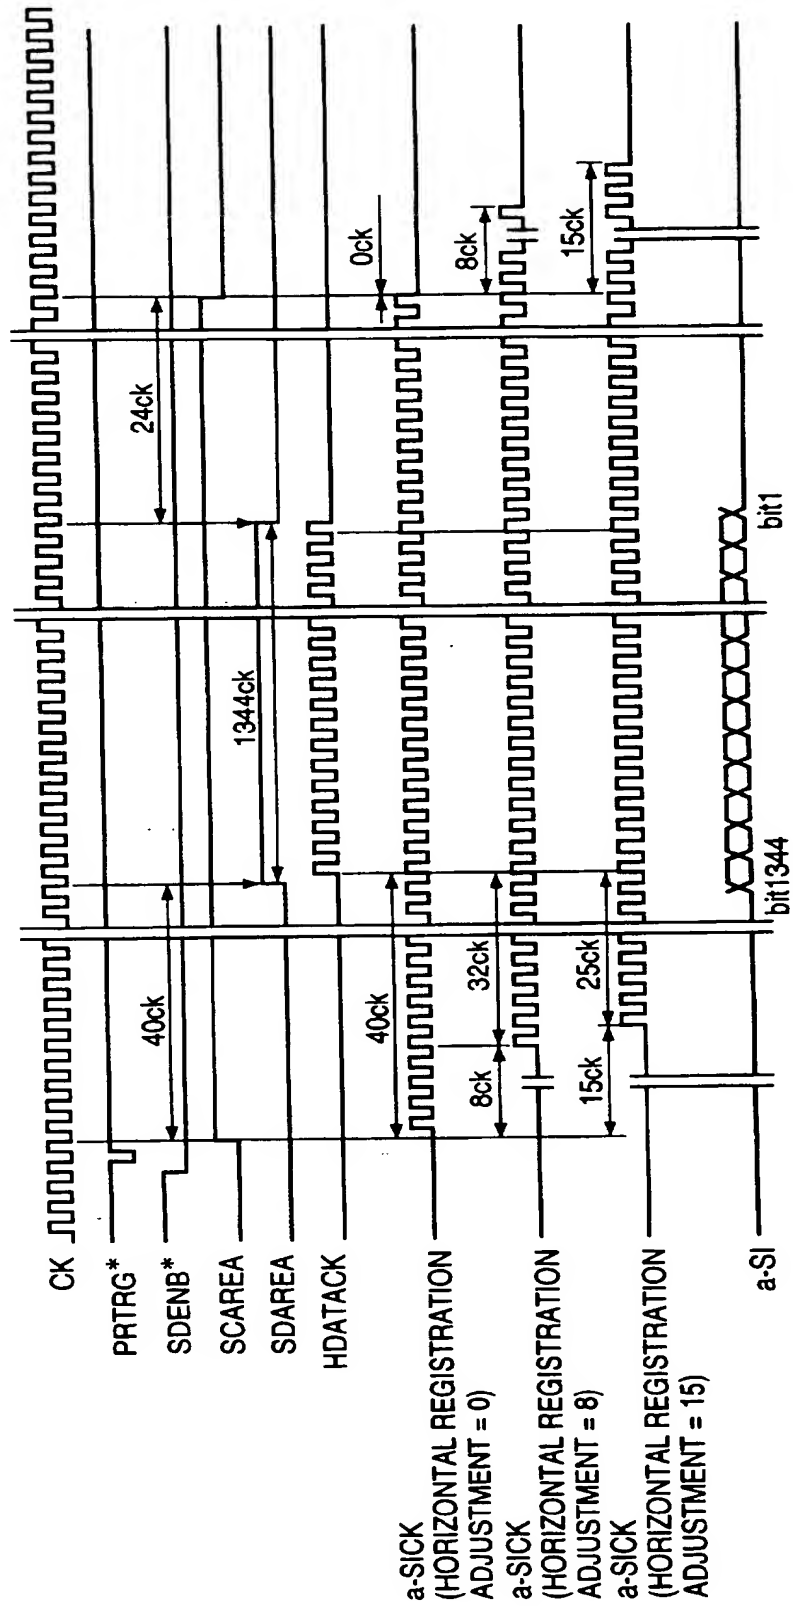 CK
PRTRG*
SDENB*
SCAREA
SDAREA
HDATACK
a-SICK
(HORIZONTAL REGISTRATION
ADJUSTMENT = 0)
a-SICK
(HORIZONTAL REGISTRATION
ADJUSTMENT = 8)
a-SICK
(HORIZONTAL REGISTRATION
ADJUSTMENT = 15)
a-SI
40ck
1344ck
24ck
40ck
0ck
8ck
32ck
8ck
15ck
25ck
15ck
bit1344
bit1